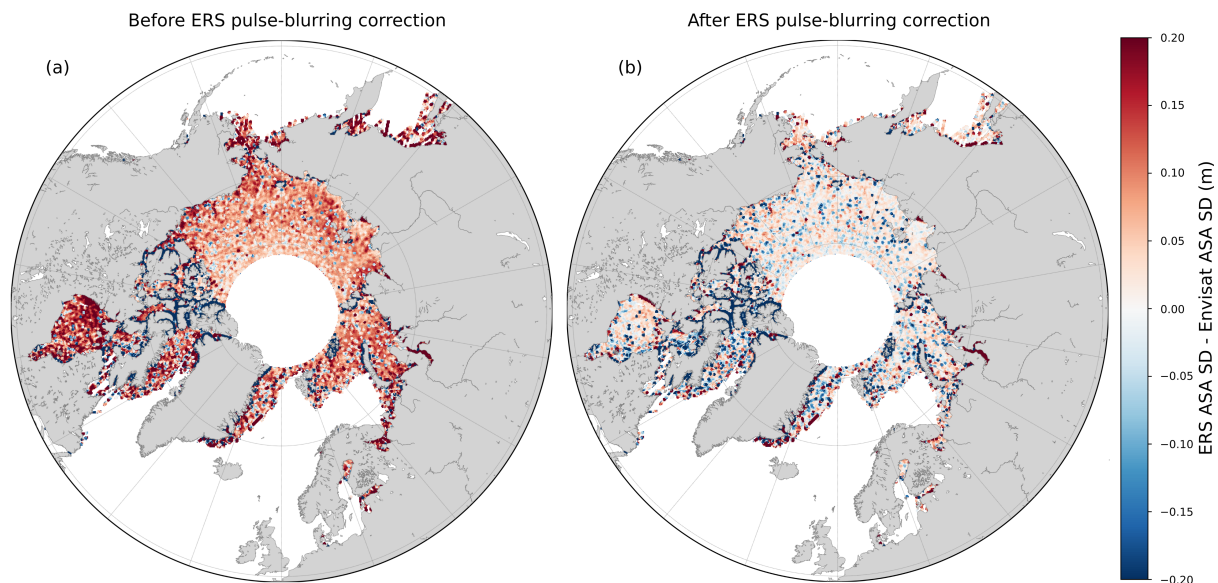 Before ERS pulse-blurring correction
After ERS pulse-blurring correction
(a)
(b)
0.20
0.15
0.10
0.05
0.00
−0.05
−0.10
−0.15
−0.20
ERS ASA SD - Envisat ASA SD (m)